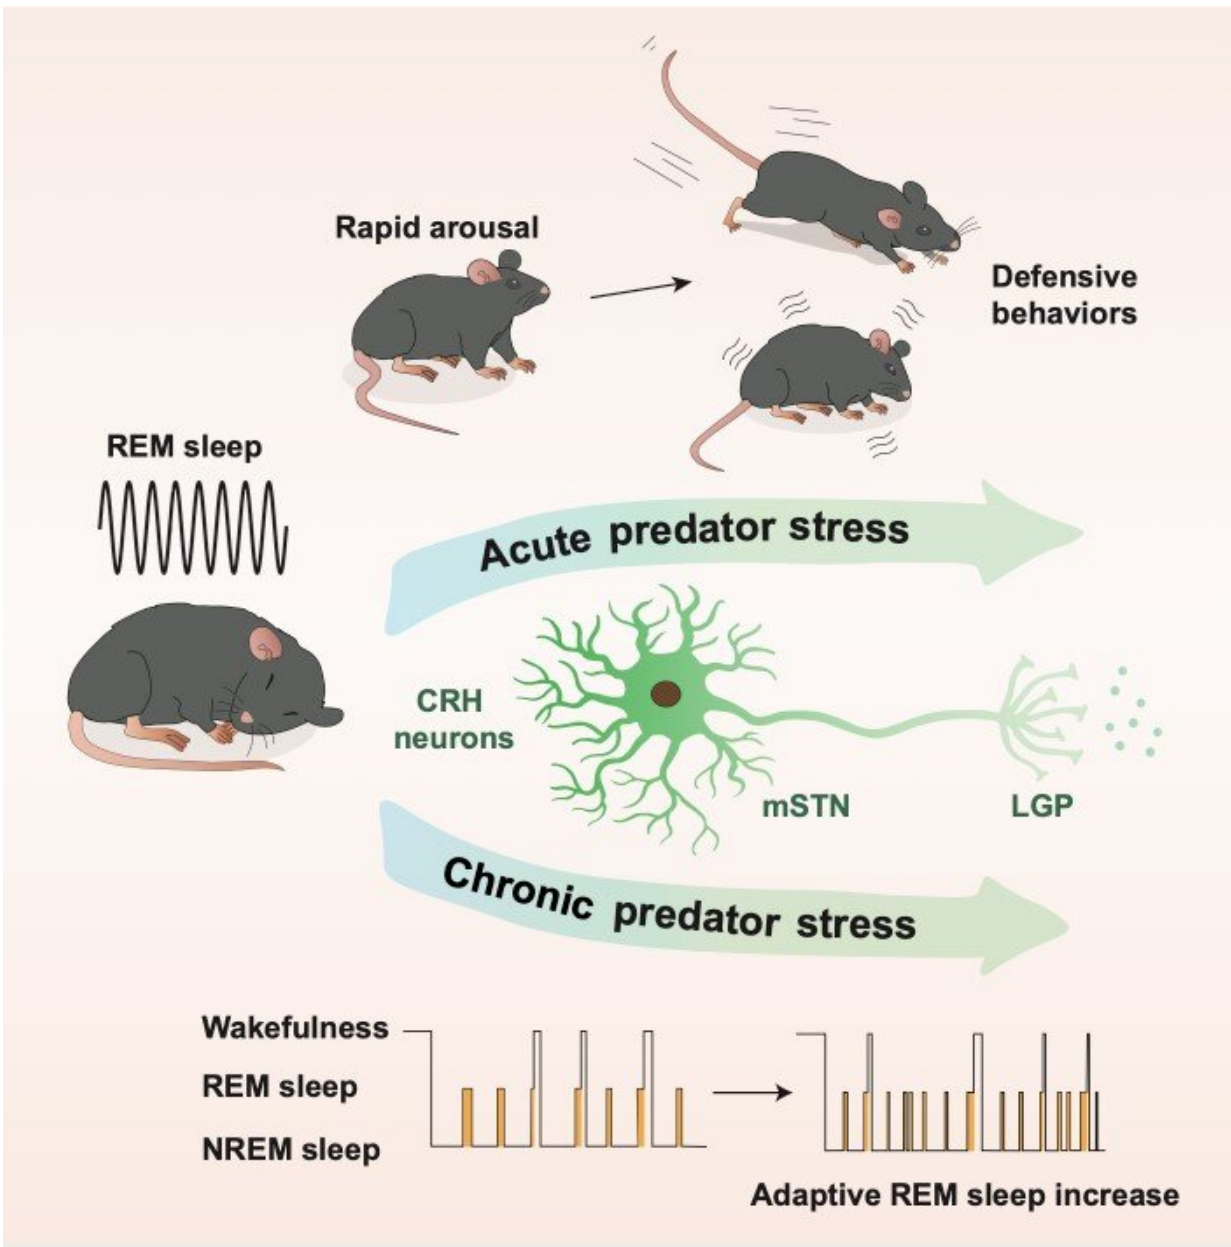 Rapid arousal
Defensive
behaviors
REM sleep
Acute predator stress
CRH
neurons
mSTN
LGP
Chronic predator stress
Wakefulness
REM sleep
NREM sleep
Adaptive REM sleep increase